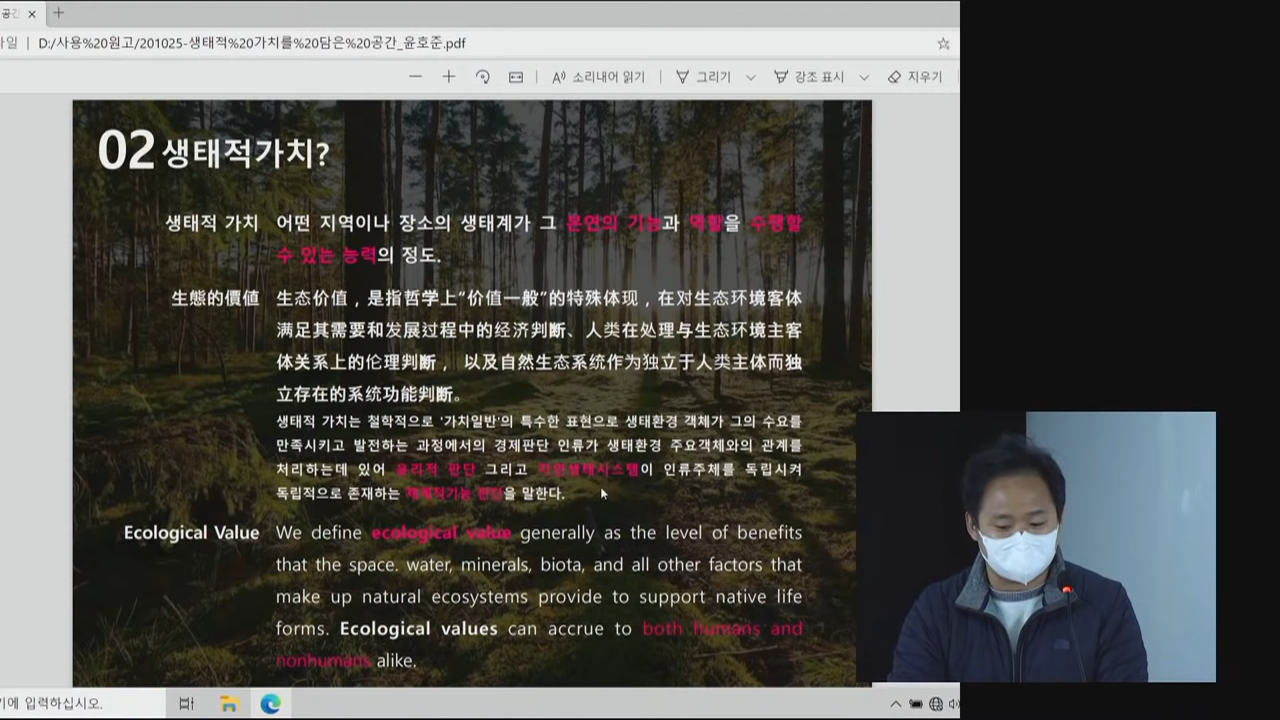 공간
파일 | D:/사용%20원고/201025-생태적%20가치를%20담은%20공간_윤호준.pdf
소리내어 읽기 | 그리기 강조 표시 지우기
02 생태적가치?
생태적 가치 어떤 지역이나 장소의 생태계가 그 본연의 기능과 역할을 수행할
수 있는 능력의 정도.
生態的價値 生态价值，是指哲学上“价值一般”的特殊体现，在对生态环境客体
满足其需要和发展过程中的经济判断、人类在处理与生态环境主客
体关系上的伦理判断， 以及自然生态系统作为独立于人类主体而独
立存在的系统功能判断。
생태적 가치는 철학적으로 '가치일반'의 특수한 표현으로 생태환경 객체가 그의 수요를
만족시키고 발전하는 과정에서의 경제판단 인류가 생태환경 주요객체와의 관계를
처리하는데 있어 윤리적 판단 그리고 자연생태시스템이 인류주체를 독립시켜
독립적으로 존재하는 체계적기능 판단을 말한다.
Ecological Value We define ecological value generally as the level of benefits
that the space. water, minerals, biota, and all other factors that
make up natural ecosystems provide to support native life
forms. Ecological values can accrue to both humans and
nonhumans alike.
기에 입력하십시오.